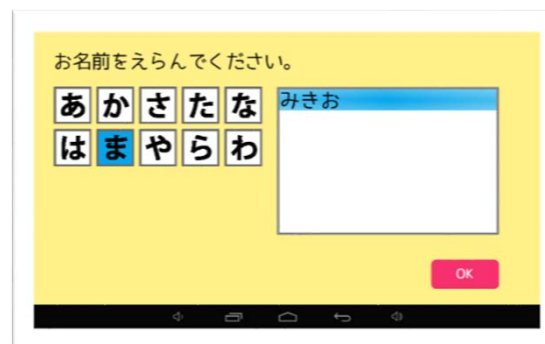 お名前をえらんでください。
あ か さ た な
は ま や ら わ
みきお
OK